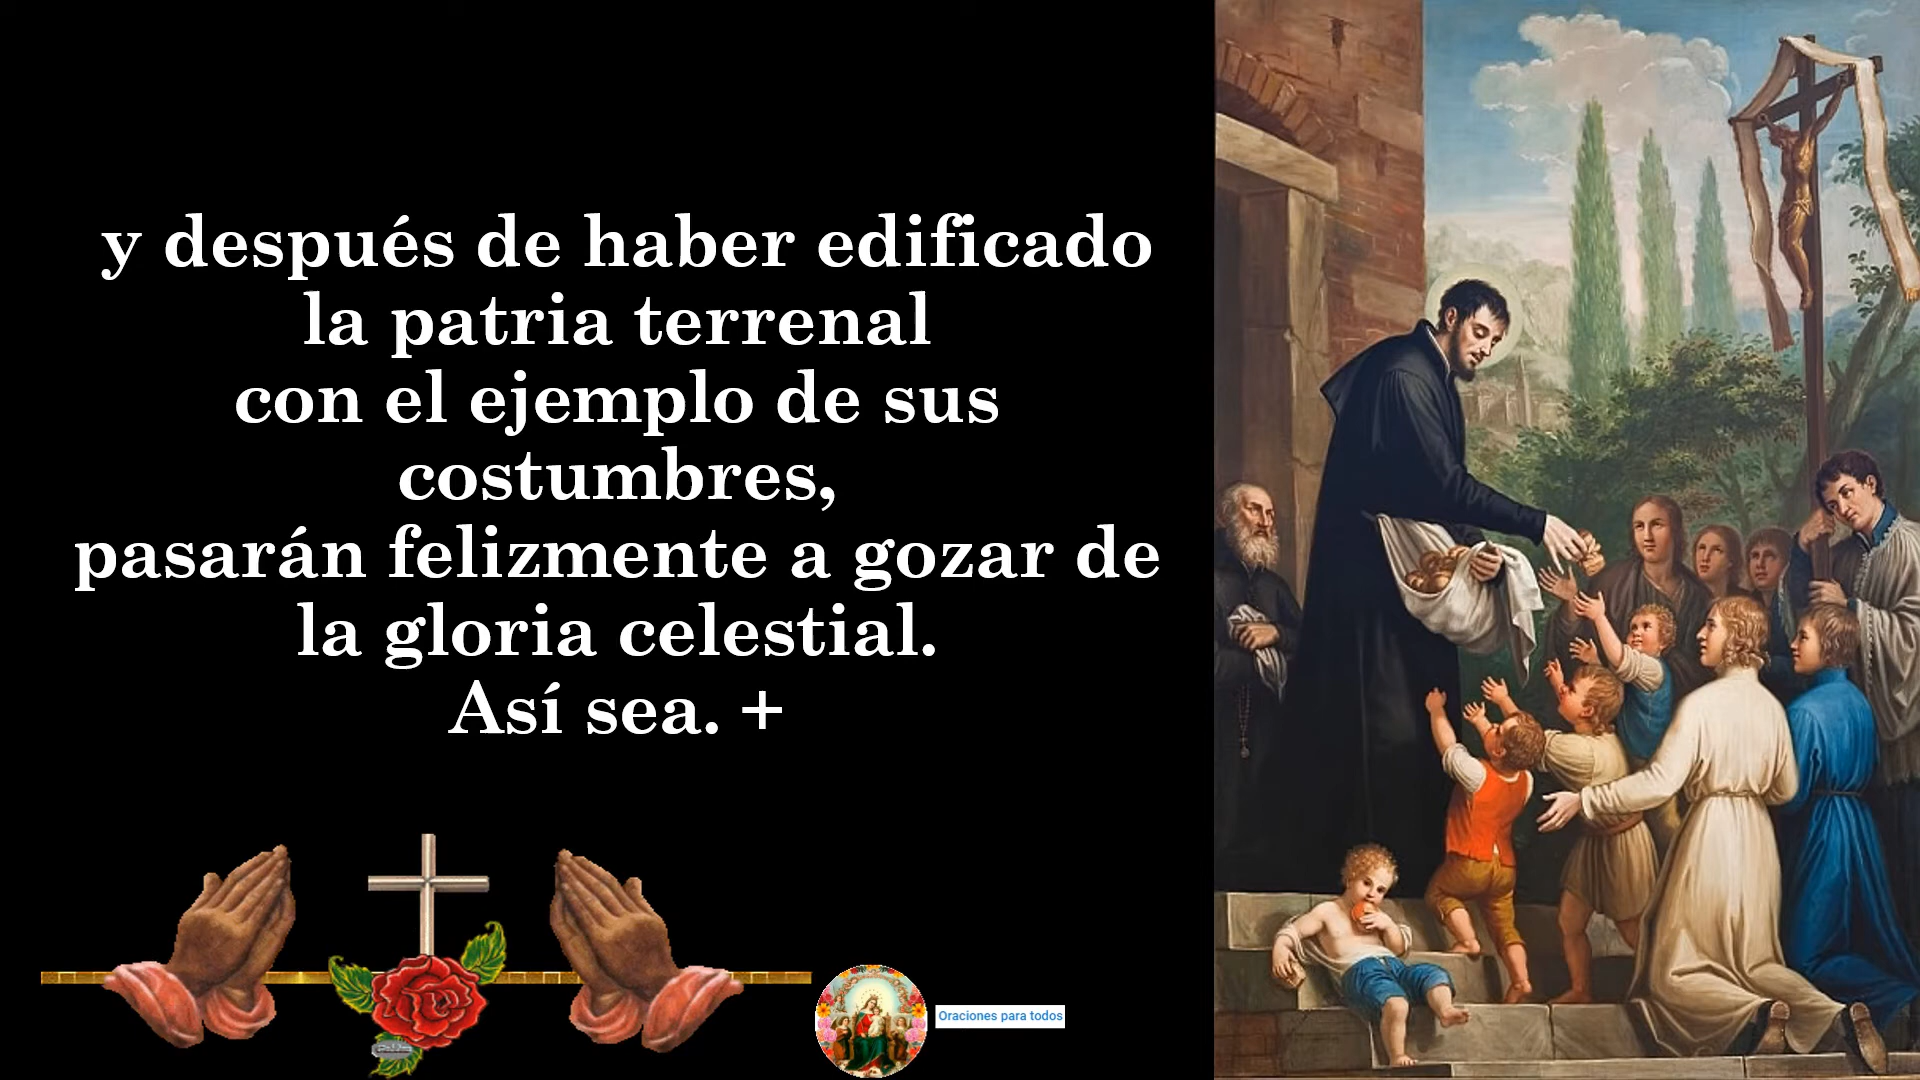 y después de haber edificado
la patria terrenal
con el ejemplo de sus
costumbres,
pasarán felizmente a gozar de
la gloria celestial.
Así sea. +
Oraciones para todos